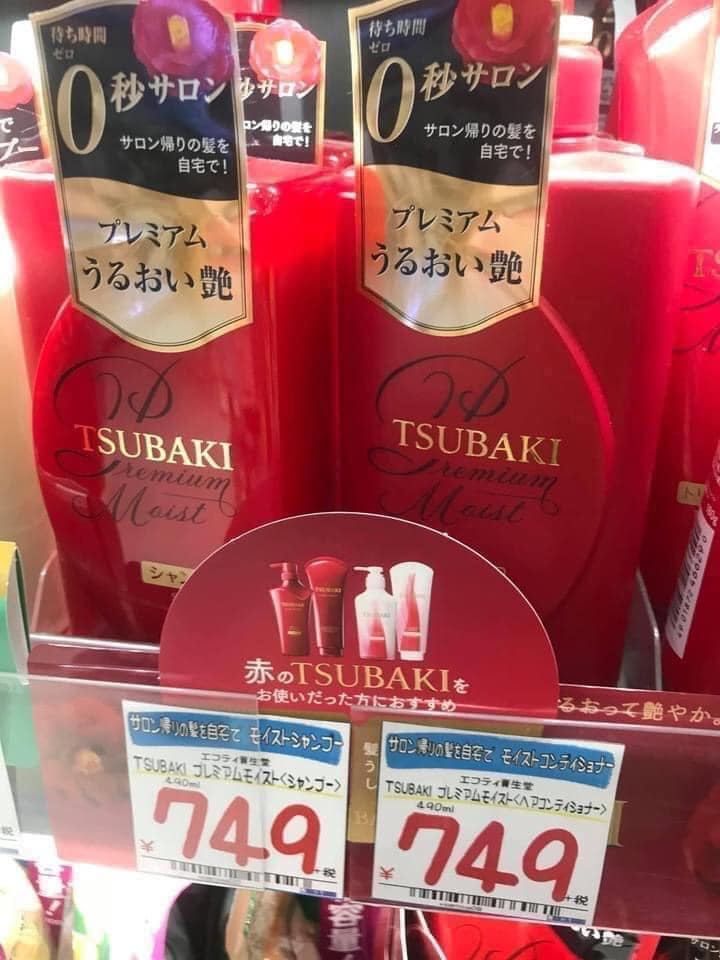 待ち時間
ゼロ
0秒サロン
サロン帰りの髪を
自宅で!
プレミアム
うるおい艶
TSUBAKI
Premium
Moist
シャン
待ち時間
ゼロ
0秒サロン
サロン帰りの髪を
自宅で!
プレミアム
うるおい艶
TSUBAKI
Premium
Moist
赤のTSUBAKIを
お使いだった方におすすめ
るおって艶やか。
サロン帰りの髪を自宅で モイストシャンプー
エフティ資生堂
TSUBAKI プレミアムモイスト<シャンプー>
490ml
¥749+税
サロン帰りの髪を自宅で モイストコンディショナー
エフティ資生堂
TSUBAKI プレミアムモイスト<ヘアコンディショナー>
490ml
¥749+税